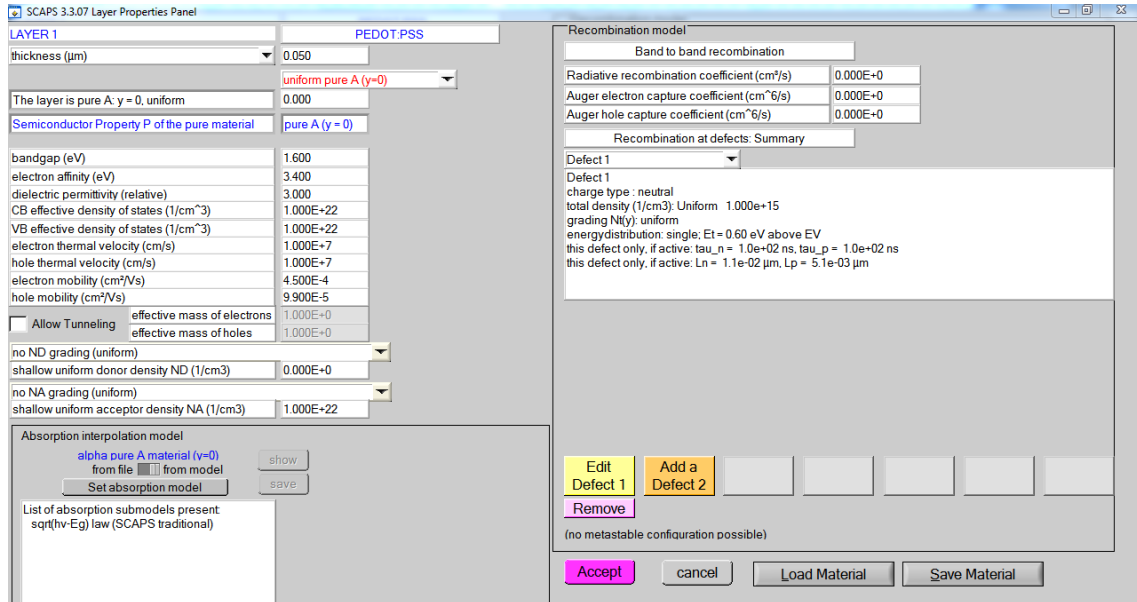 SCAPS 3.3.07 Layer Properties Panel
LAYER 1 PEDOT:PSS
thickness (µm) 0.050
uniform pure A (y=0)
The layer is pure A: y = 0, uniform 0.000
Semiconductor Property P of the pure material pure A (y = 0)
bandgap (eV) 1.600
electron affinity (eV) 3.400
dielectric permittivity (relative) 3.000
CB effective density of states (1/cm^3) 1.000E+22
VB effective density of states (1/cm^3) 1.000E+22
electron thermal velocity (cm/s) 1.000E+7
hole thermal velocity (cm/s) 1.000E+7
electron mobility (cm²/Vs) 4.500E-4
hole mobility (cm²/Vs) 9.900E-5
Allow Tunneling
effective mass of electrons 1.000E+0
effective mass of holes 1.000E+0
no ND grading (uniform)
shallow uniform donor density ND (1/cm3) 0.000E+0
no NA grading (uniform)
shallow uniform acceptor density NA (1/cm3) 1.000E+22
Absorption interpolation model
alpha pure A material (y=0)
from file from model
show
Set absorption model
save
List of absorption submodels present:
sqrt(hv-Eg) law (SCAPS traditional)
Recombination model
Band to band recombination
Radiative recombination coefficient (cm³/s) 0.000E+0
Auger electron capture coefficient (cm^6/s) 0.000E+0
Auger hole capture coefficient (cm^6/s) 0.000E+0
Recombination at defects: Summary
Defect 1
Defect 1
charge type : neutral
total density (1/cm3): Uniform 1.000e+15
grading Nt(y): uniform
energydistribution: single; Et = 0.60 eV above EV
this defect only, if active: tau_n = 1.0e+02 ns, tau_p = 1.0e+02 ns
this defect only, if active: Ln = 1.1e-02 µm, Lp = 5.1e-03 µm
Edit
Defect 1
Add a
Defect 2
Remove
(no metastable configuration possible)
Accept cancel Load Material Save Material